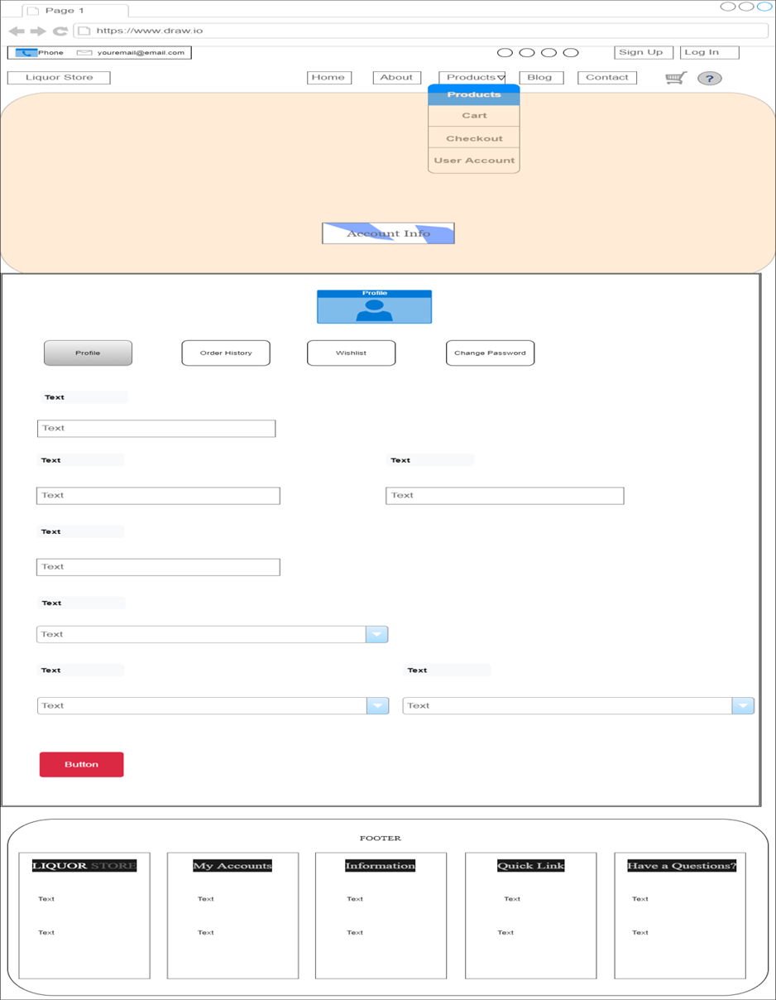 Page 1
https://www.draw.io
Phone youremail@email.com Sign Up Log In
Liquor Store Home About Products Blog Contact ?
Products
Cart
Checkout
User Account
Account Info
Profile
Profile Order History Wishlist Change Password
Text
Text
Text Text
Text Text
Text
Text
Text
Text
Text Text
Text Text
Button
FOOTER
LIQUOR STORE My Accounts Information Quick Link Have a Questions?
Text Text Text Text Text
Text Text Text Text Text